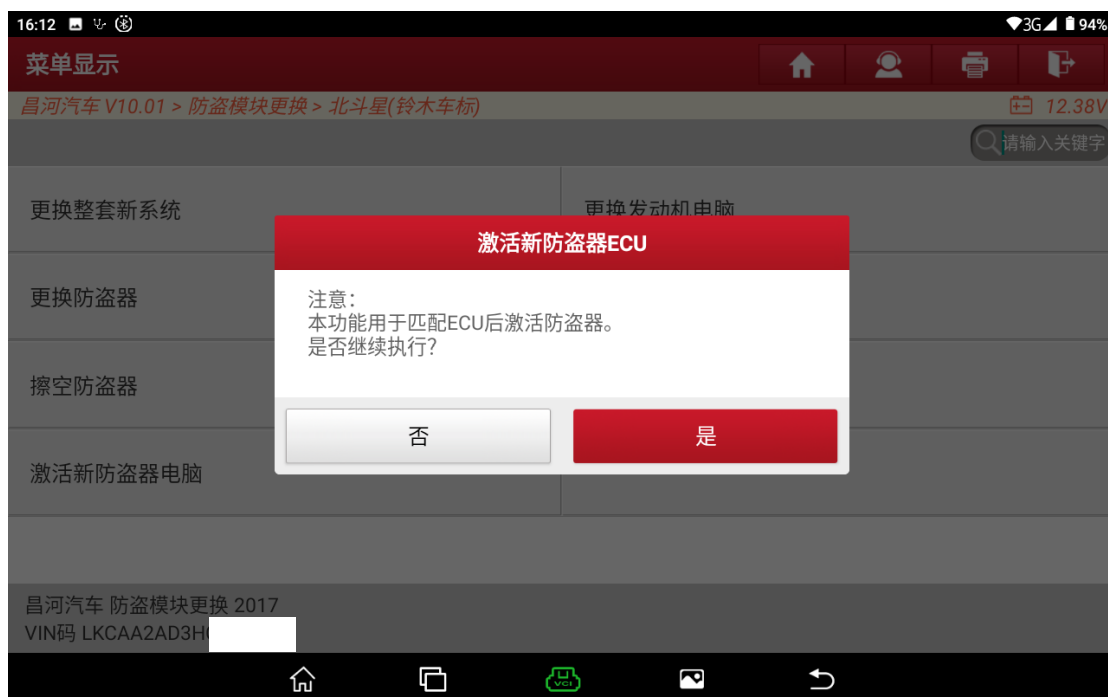 16:12
3G 94%
菜单显示
昌河汽车 V10.01 > 防盗模块更换 > 北斗星(铃木车标)
12.38V
请输入关键字
更换整套新系统
更换发动机电脑
激活新防盗器ECU
更换防盗器
注意：
本功能用于匹配ECU后激活防盗器。
是否继续执行?
擦空防盗器
否
是
激活新防盗器电脑
昌河汽车 防盗模块更换 2017
VIN码 LKCAA2AD3H
VCI